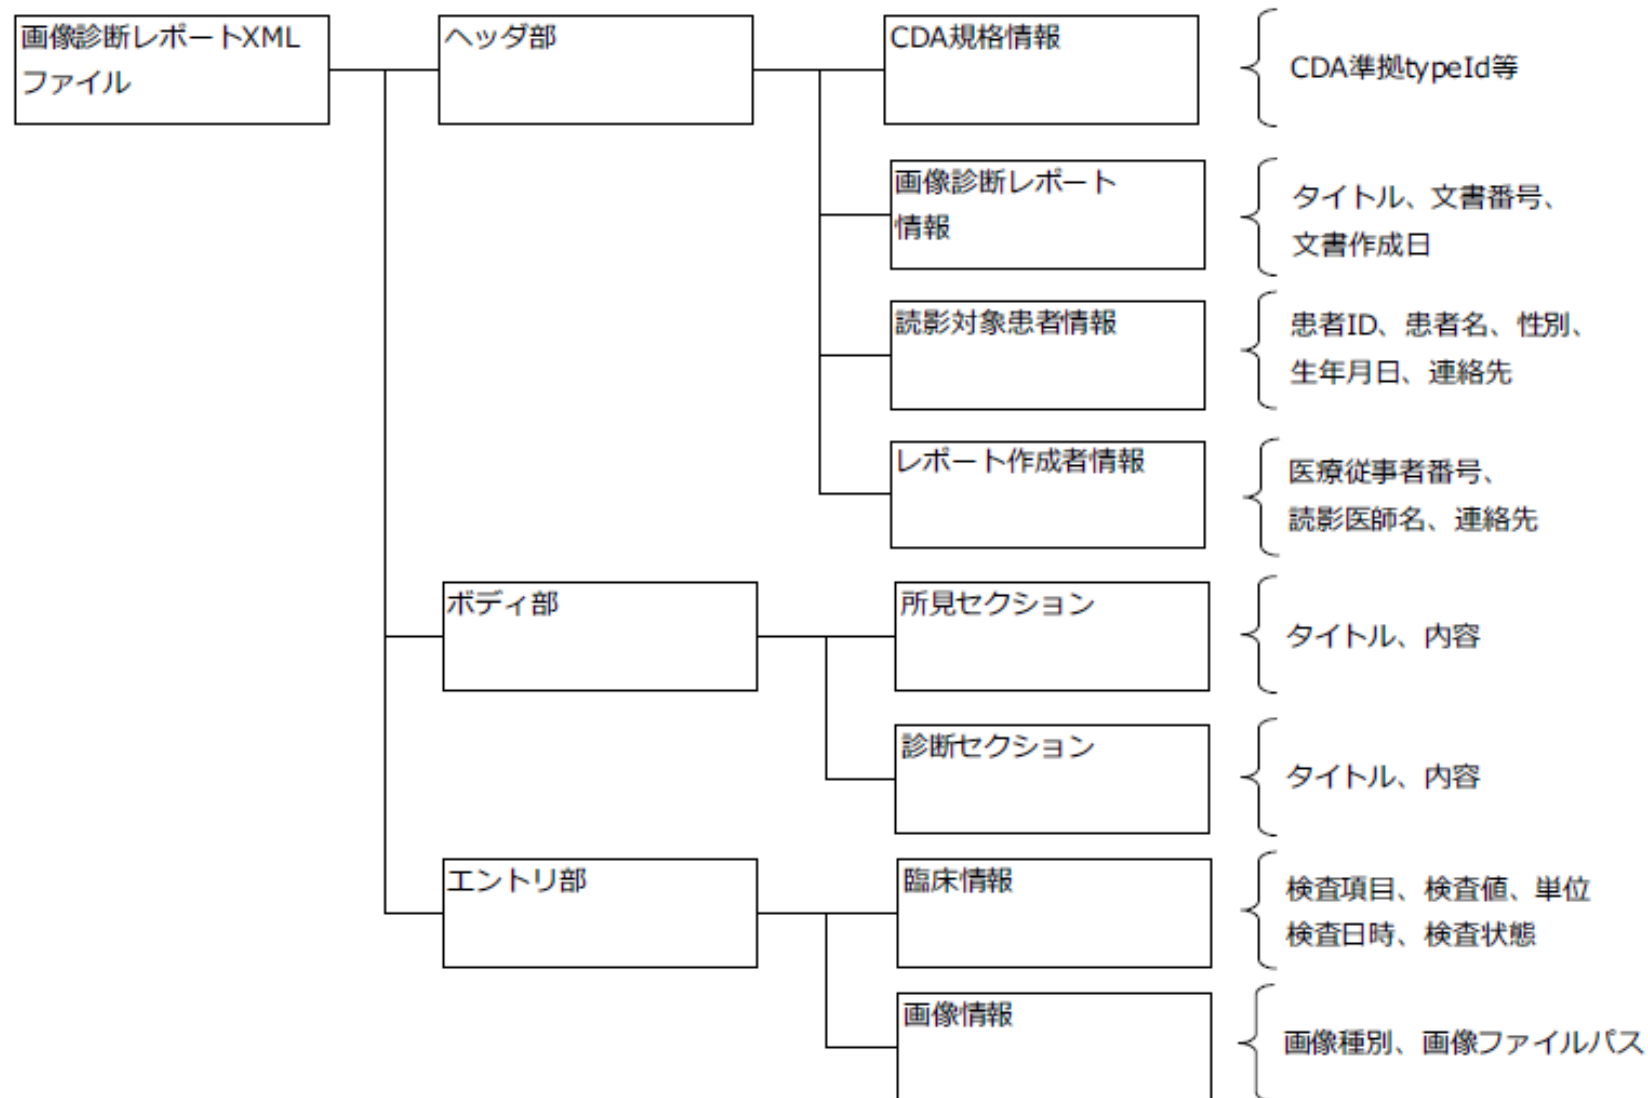 画像診断レポートXML
ファイル
ヘッダ部
CDA規格情報
CDA準拠typeId等
画像診断レポート
情報
タイトル、文書番号、
文書作成日
読影対象患者情報
患者ID、患者名、性別、
生年月日、連絡先
レポート作成者情報
医療従事者番号、
読影医師名、連絡先
ボディ部
所見セクション
タイトル、内容
診断セクション
タイトル、内容
エントリ部
臨床情報
検査項目、検査値、単位
検査日時、検査状態
画像情報
画像種別、画像ファイルパス